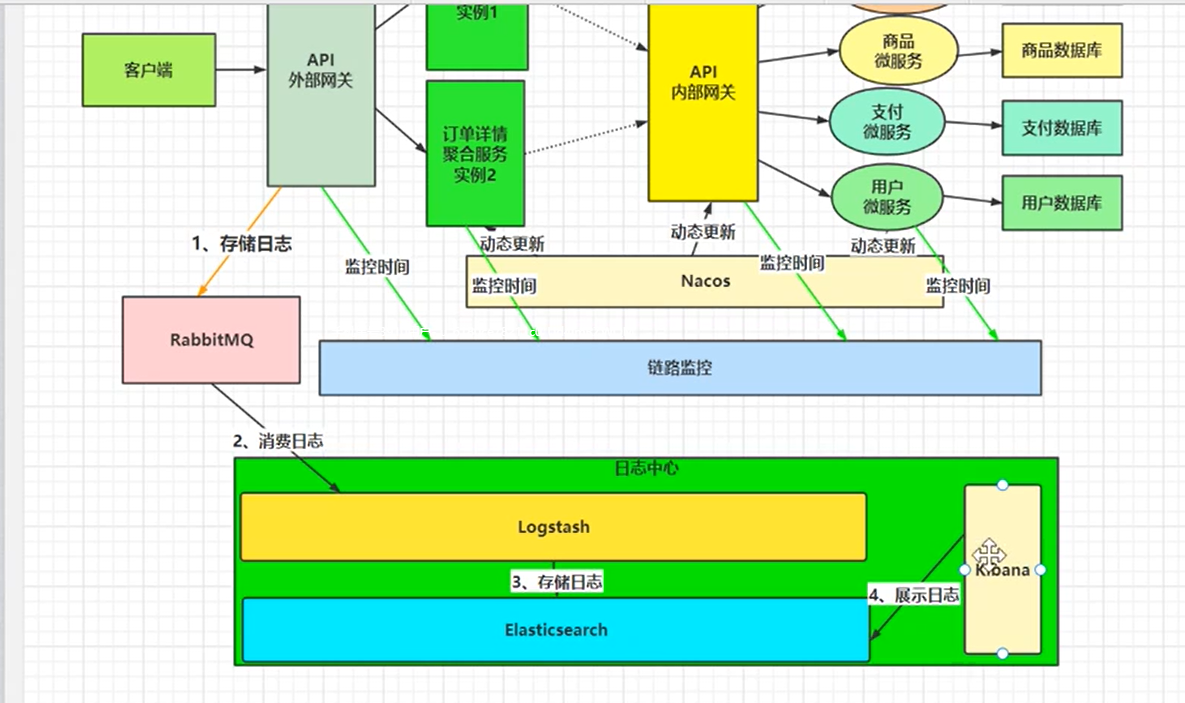 实例1
客户端
API
外部网关
API
内部网关
商品
微服务
商品数据库
订单详情
聚合服务
实例2
支付
微服务
支付数据库
用户
微服务
用户数据库
1、存储日志
动态更新
动态更新
动态更新
监控时间
监控时间
Nacos
监控时间
监控时间
RabbitMQ
链路监控
2、消费日志
日志中心
Logstash
3、存储日志
Kibana
4、展示日志
Elasticsearch